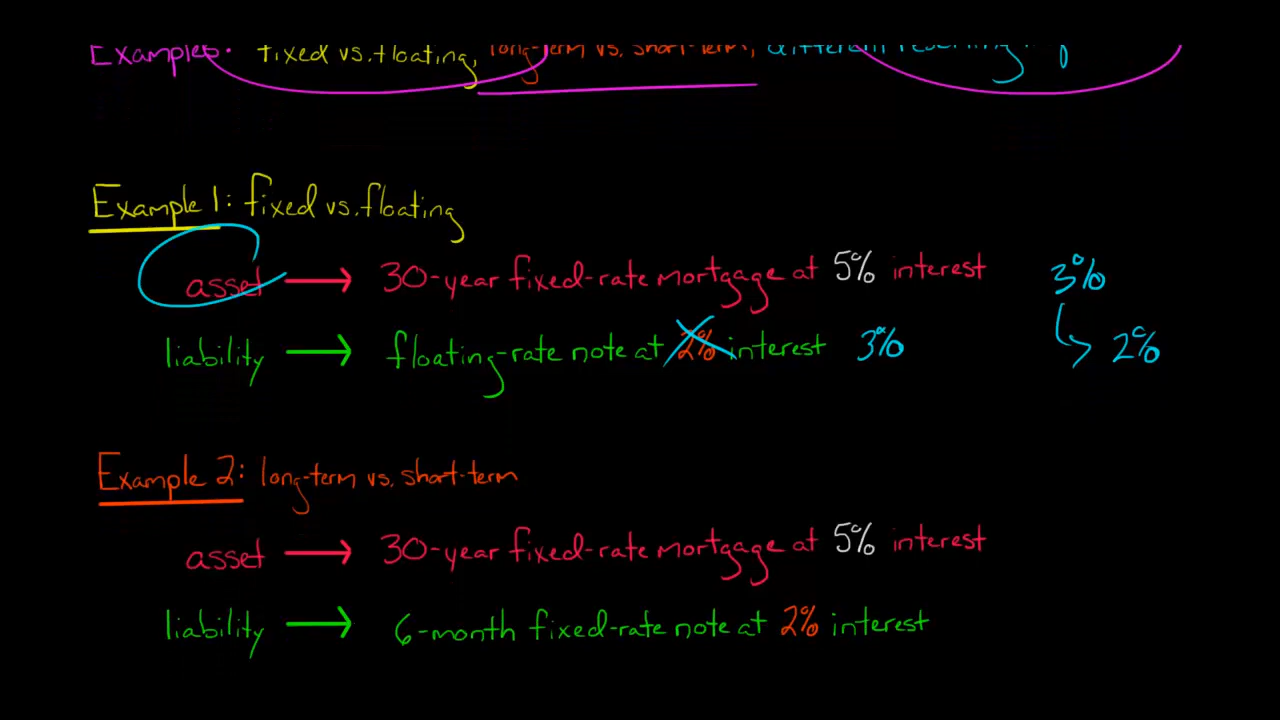 Examples: fixed vs. floating, long-term vs. short-term, different
Example 1: fixed vs. floating
asset → 30-year fixed-rate mortgage at 5% interest 3%
liability → floating-rate note at 2% interest 3% 2%
Example 2: long-term vs. short-term
asset → 30-year fixed-rate mortgage at 5% interest
liability → 6-month fixed-rate note at 2% interest